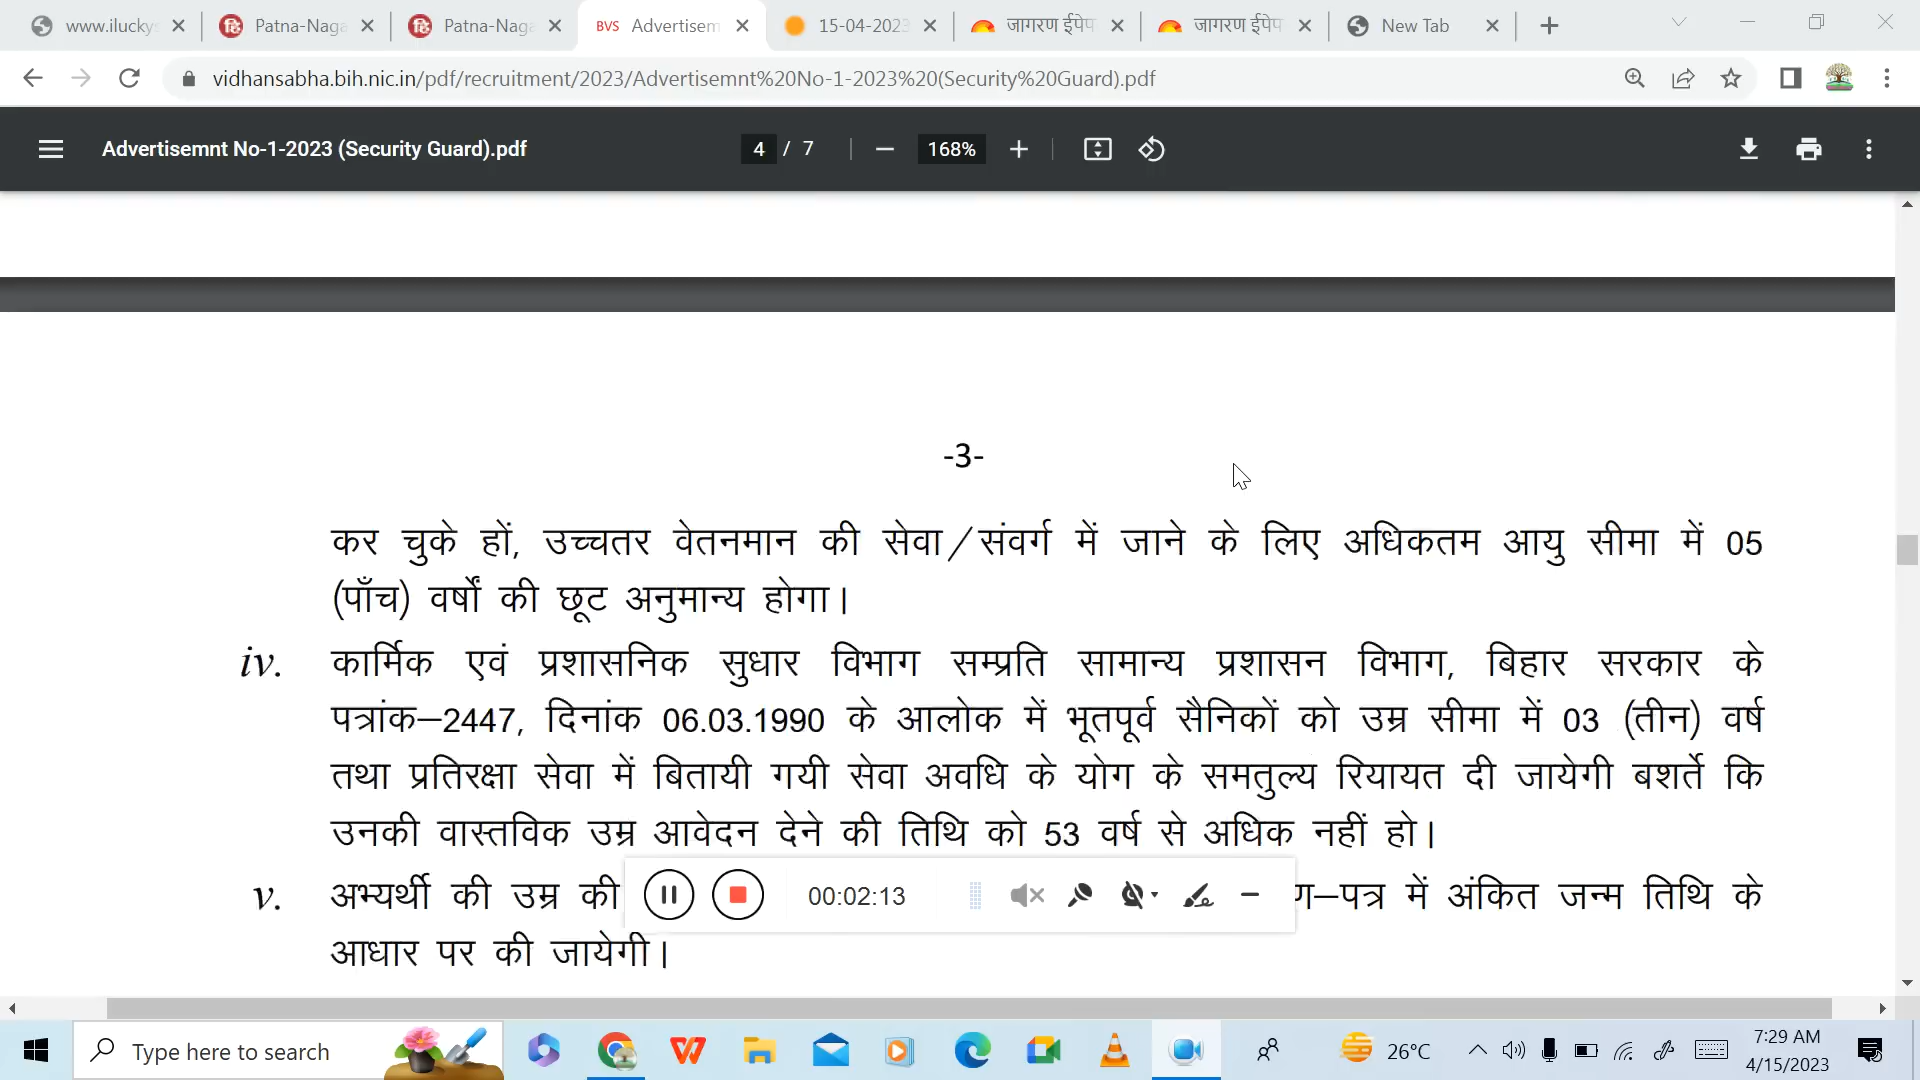 www.ilucky
Patna-Naga
Patna-Naga
BVS Advertisem
15-04-2023
जागरण ईपेप
जागरण ईपेप
New Tab
vidhansabha.bih.nic.in/pdf/recruitment/2023/Advertisemnt%20No-1-2023%20(Security%20Guard).pdf
Advertisemnt No-1-2023 (Security Guard).pdf
4 / 7
168%
-3-
कर चुके हों, उच्चतर वेतनमान की सेवा/संवर्ग में जाने के लिए अधिकतम आयु सीमा में 05
(पाँच) वर्षों की छूट अनुमान्य होगा।
iv. कार्मिक एवं प्रशासनिक सुधार विभाग सम्प्रति सामान्य प्रशासन विभाग, बिहार सरकार के
पत्रांक–2447, दिनांक 06.03.1990 के आलोक में भूतपूर्व सैनिकों को उम्र सीमा में 03 (तीन) वर्ष
तथा प्रतिरक्षा सेवा में बितायी गयी सेवा अवधि के योग के समतुल्य रियायत दी जायेगी बशर्ते कि
उनकी वास्तविक उम्र आवेदन देने की तिथि को 53 वर्ष से अधिक नहीं हो।
v. अभ्यर्थी की उम्र की ण–पत्र में अंकित जन्म तिथि के
00:02:13
आधार पर की जायेगी।
Type here to search
26°C
7:29 AM
4/15/2023